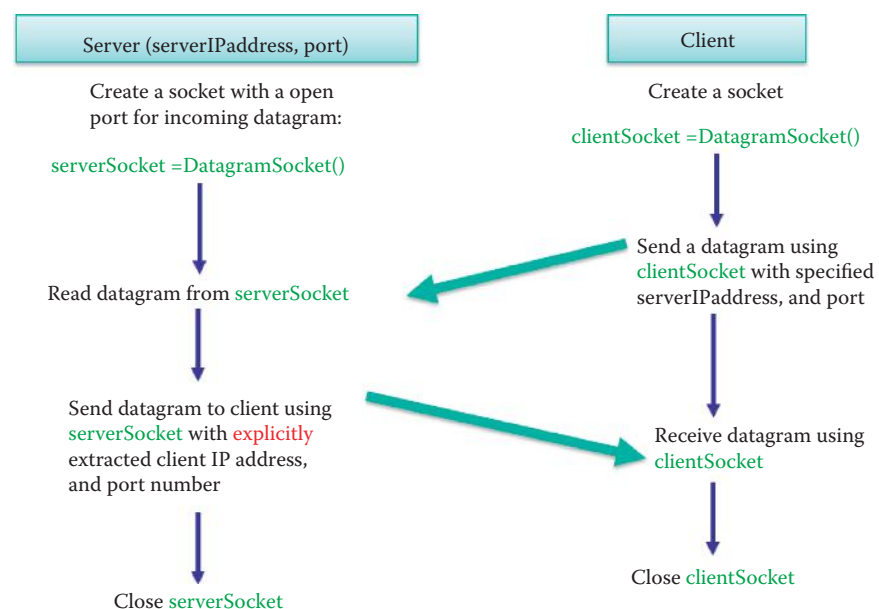 Server (serverIPaddress, port)
Create a socket with a open
port for incoming datagram:
serverSocket =DatagramSocket()
Read datagram from serverSocket
Send datagram to client using
serverSocket with explicitly
extracted client IP address,
and port number
Close serverSocket
Client
Create a socket
clientSocket =DatagramSocket()
Send a datagram using
clientSocket with specified
serverIPaddress, and port
Receive datagram using
clientSocket
Close clientSocket